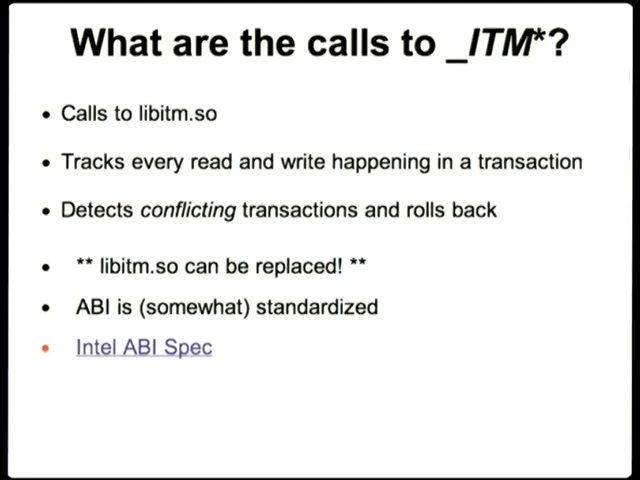 What are the calls to _ITM*?
• Calls to libitm.so
• Tracks every read and write happening in a transaction
• Detects conflicting transactions and rolls back
• ** libitm.so can be replaced! **
• ABI is (somewhat) standardized
• Intel ABI Spec